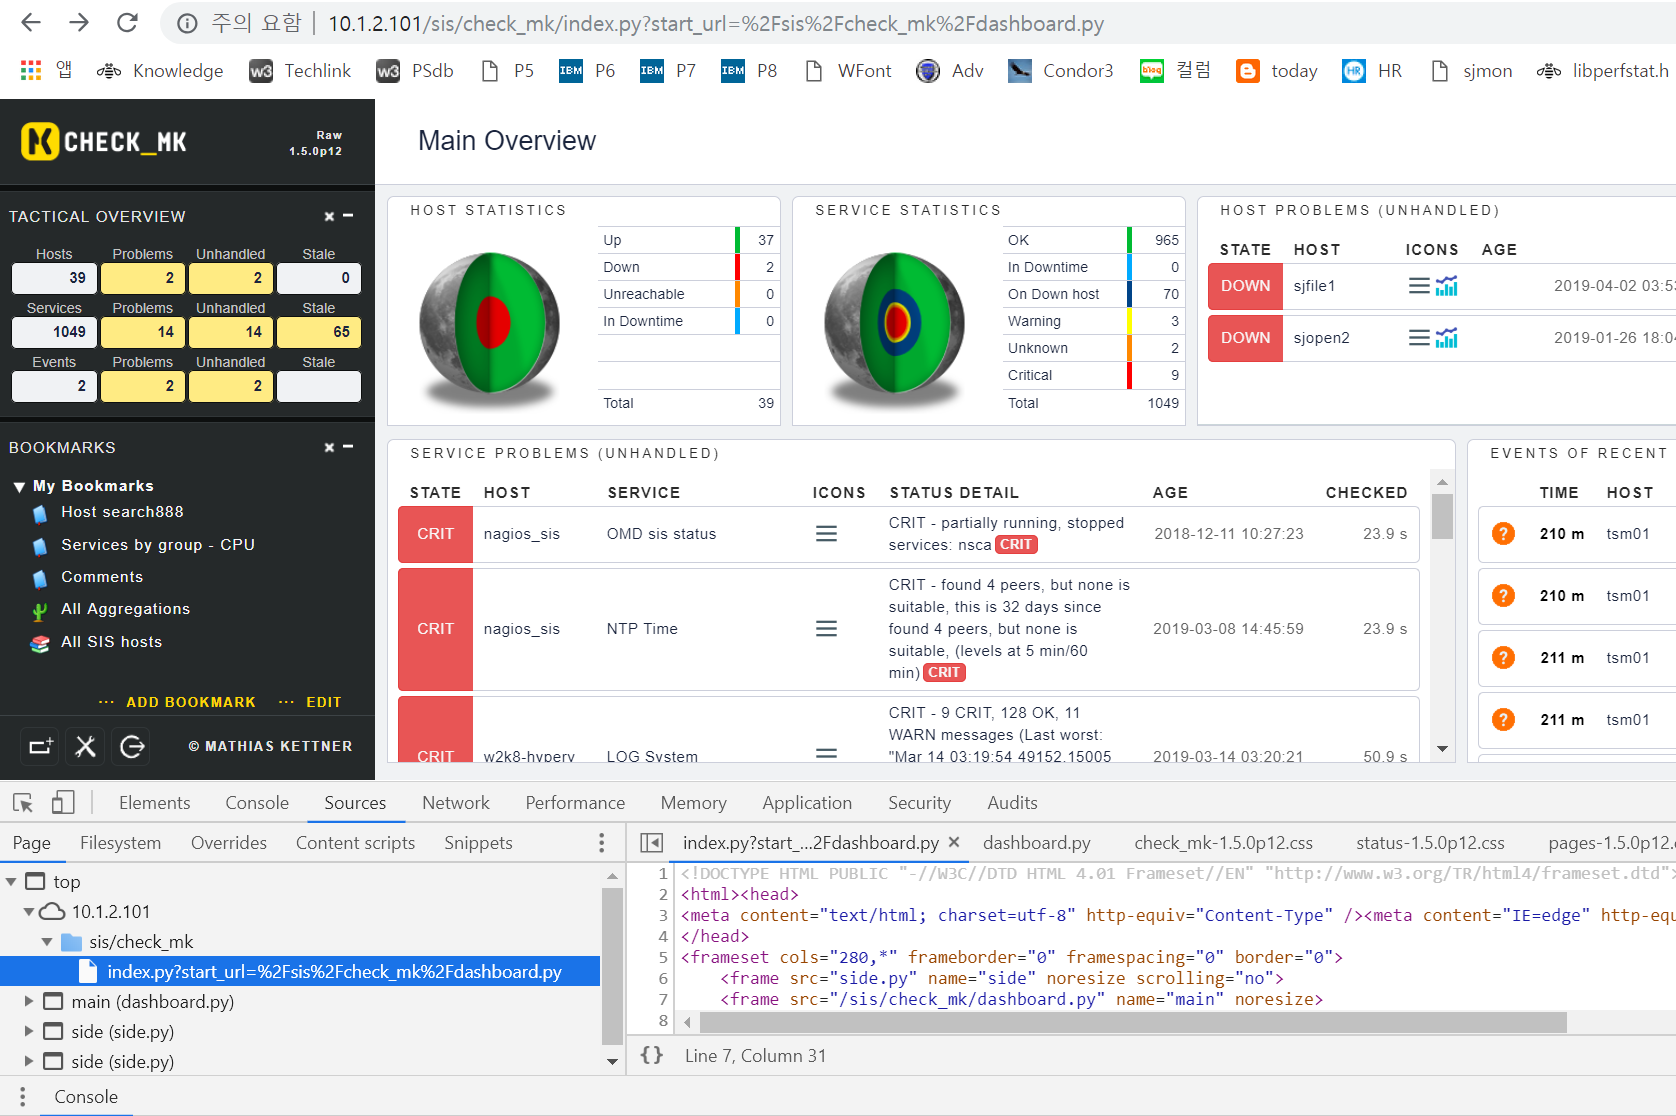 주의 요함 | 10.1.2.101/sis/check_mk/index.py?start_url=%2Fsis%2Fcheck_mk%2Fdashboard.py
앱 Knowledge w3 Techlink w3 PSdb P5 IBM P6 IBM P7 IBM P8 WFont Adv Condor3 blog 컬럼 today HR HR sjmon libperfstat.h
CHECK_MK
Raw
1.5.0p12
Main Overview
TACTICAL OVERVIEW
Hosts Problems Unhandled Stale
39 2 2 0
Services Problems Unhandled Stale
1049 14 14 65
Events Problems Unhandled Stale
2 2 2
BOOKMARKS
My Bookmarks
Host search888
Services by group - CPU
Comments
All Aggregations
All SIS hosts
··· ADD BOOKMARK ··· EDIT
© MATHIAS KETTNER
HOST STATISTICS
Up 37
Down 2
Unreachable 0
In Downtime 0
Total 39
SERVICE STATISTICS
OK 965
In Downtime 0
On Down host 70
Warning 3
Unknown 2
Critical 9
Total 1049
HOST PROBLEMS (UNHANDLED)
STATE HOST ICONS AGE
DOWN sjfile1 2019-04-02 03:53
DOWN sjopen2 2019-01-26 18:04
SERVICE PROBLEMS (UNHANDLED)
STATE HOST SERVICE ICONS STATUS DETAIL AGE CHECKED
CRIT nagios_sis OMD sis status CRIT - partially running, stopped
services: nsca CRIT 2018-12-11 10:27:23 23.9 s
CRIT nagios_sis NTP Time CRIT - found 4 peers, but none is
suitable, this is 32 days since
found 4 peers, but none is
suitable, (levels at 5 min/60
min) CRIT 2019-03-08 14:45:59 23.9 s
CRIT w2k8-hyperv LOG System CRIT - 9 CRIT, 128 OK, 11
WARN messages (Last worst:
"Mar 14 03:19:54 49152.15005 2019-03-14 03:20:21 50.9 s
EVENTS OF RECENT
TIME HOST
210 m tsm01
210 m tsm01
211 m tsm01
211 m tsm01
Elements Console Sources Network Performance Memory Application Security Audits
Page Filesystem Overrides Content scripts Snippets
top
10.1.2.101
sis/check_mk
index.py?start_url=%2Fsis%2Fcheck_mk%2Fdashboard.py
main (dashboard.py)
side (side.py)
side (side.py)
index.py?start_...2Fdashboard.py × dashboard.py check_mk-1.5.0p12.css status-1.5.0p12.css pages-1.5.0p12.
1 <!DOCTYPE HTML PUBLIC "-//W3C//DTD HTML 4.01 Frameset//EN" "http://www.w3.org/TR/html4/frameset.dtd">
2 <html><head>
3 <meta content="text/html; charset=utf-8" http-equiv="Content-Type" /><meta content="IE=edge" http-equ
4 </head>
5 <frameset cols="280,*" frameborder="0" framespacing="0" border="0">
6 <frame src="side.py" name="side" noresize scrolling="no">
7 <frame src="/sis/check_mk/dashboard.py" name="main" noresize>
8
{} Line 7, Column 31
Console